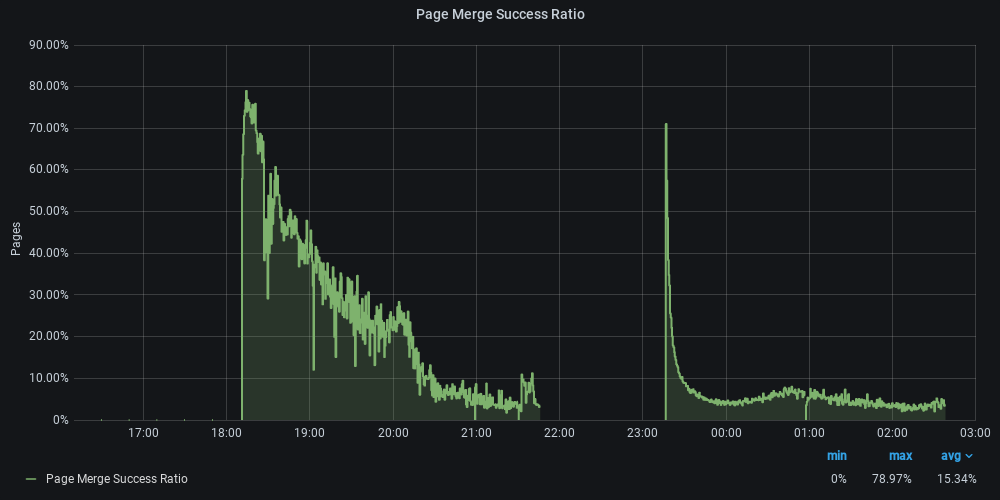 Page Merge Success Ratio
90.00%
80.00%
70.00%
60.00%
50.00%
40.00%
30.00%
20.00%
10.00%
0%
Pages
17:00 18:00 19:00 20:00 21:00 22:00 23:00 00:00 01:00 02:00 03:00
min max avg
Page Merge Success Ratio 0% 78.97% 15.34%